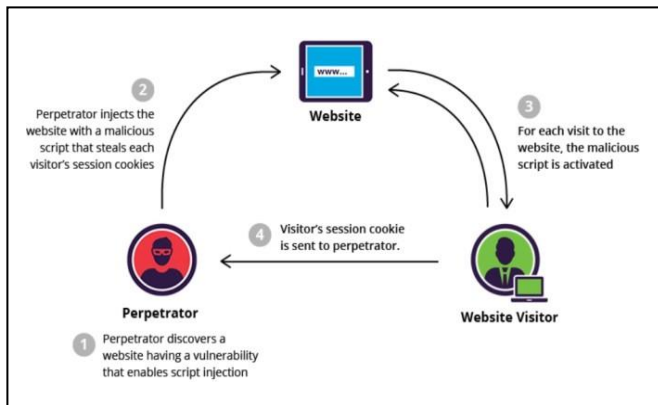 www...
Website
2
Perpetrator injects the
website with a malicious
script that steals each
visitor's session cookies
3
For each visit to the
website, the malicious
script is activated
4
Visitor's session cookie
is sent to perpetrator.
Perpetrator
Website Visitor
1
Perpetrator discovers a
website having a vulnerability
that enables script injection